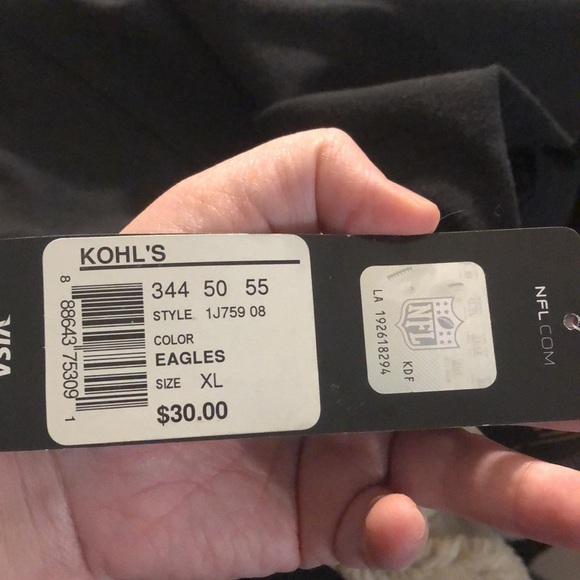 KOHL'S
344 50 55
STYLE 1J759 08
COLOR
EAGLES
SIZE XL
$30.00
8 88643 75309 1
VISA
NFL
LA 192618294
KDF
NFL.COM